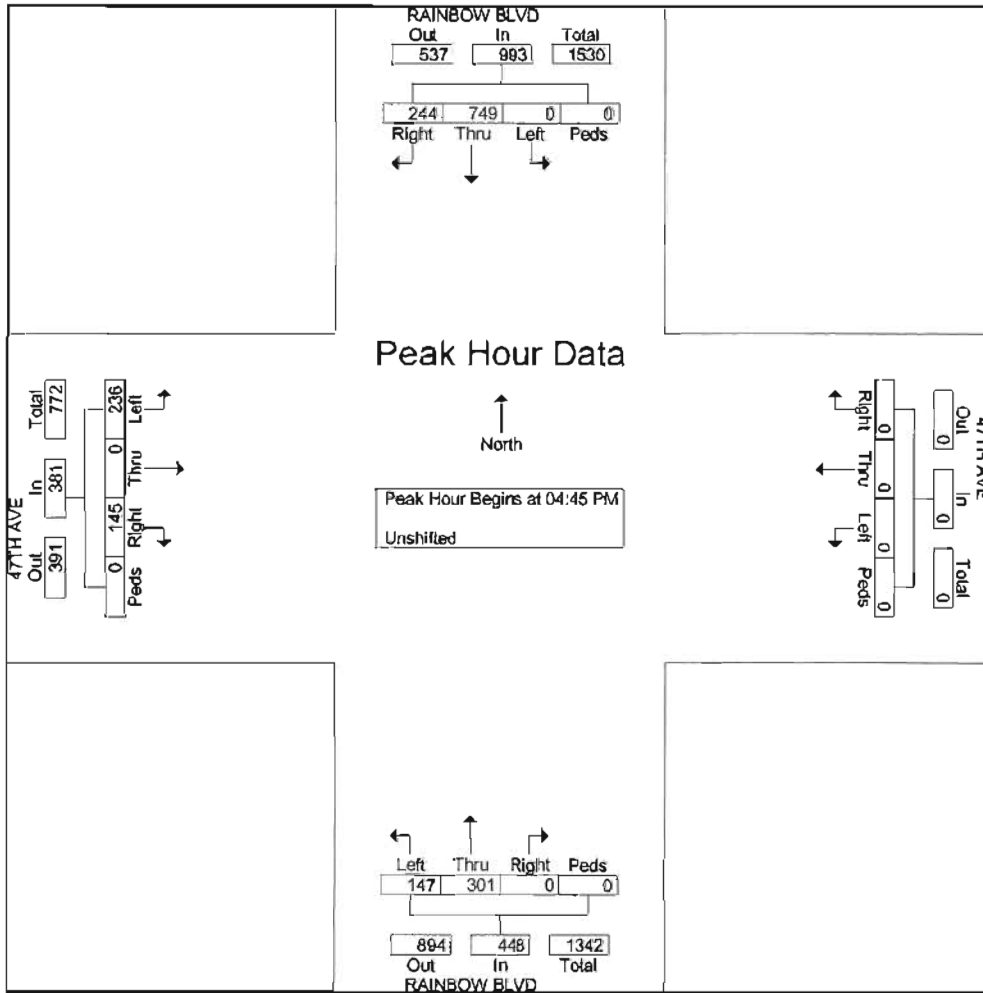 RAINBOW BLVD
Out In Total
537 993 1530
244 749 0 0
Right Thru Left Peds
Peak Hour Data
North
Peak Hour Begins at 04:45 PM
Unshifted
47TH AVE
Total In Out
772 381 391
236 0 145 0
Left Thru Right Peds
47TH AVE
Out In Total
0 0 0
Right Thru Left Peds
0 0 0 0
Left Thru Right Peds
147 301 0 0
894 448 1342
Out In Total
RAINBOW BLVD